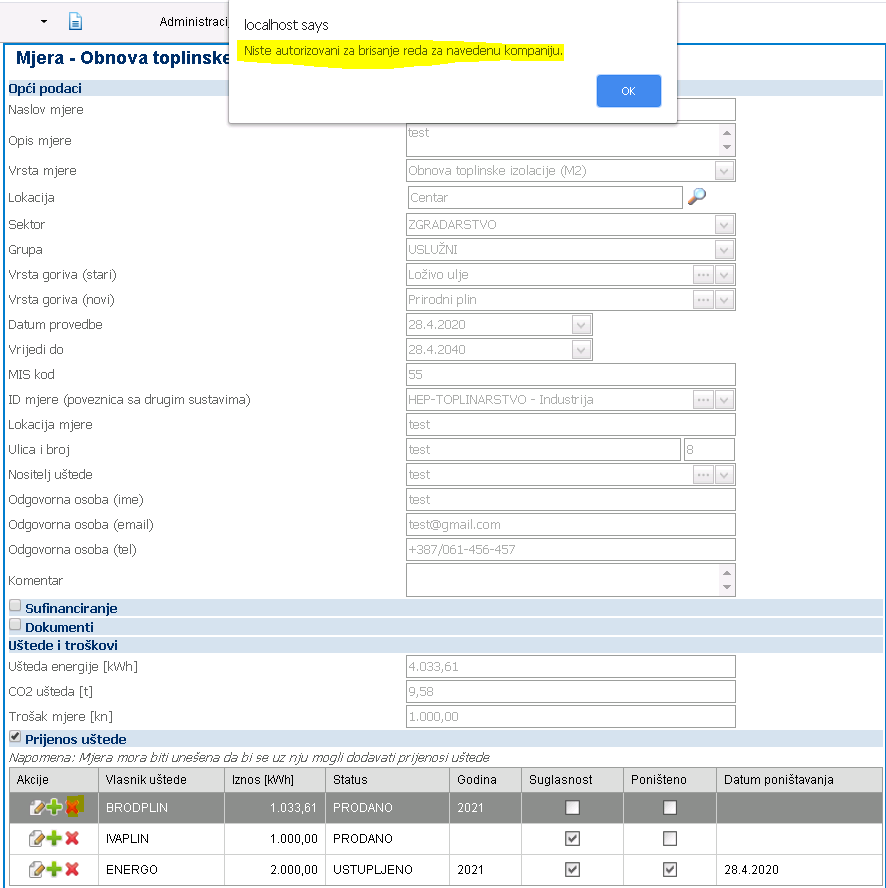 Administracij
localhost says
Niste autorizovani za brisanje reda za navedenu kompaniju.
OK
Mjera - Obnova toplinske
Opći podaci
Naslov mjere
Opis mjere test
Vrsta mjere Obnova toplinske izolacije (M2)
Lokacija Centar
Sektor ZGRADARSTVO
Grupa USLUŽNI
Vrsta goriva (stari) Loživo ulje
Vrsta goriva (novi) Prirodni plin
Datum provedbe 28.4.2020
Vrijedi do 28.4.2040
MIS kod 55
ID mjere (poveznica sa drugim sustavima) HEP-TOPLINARSTVO - Industrija
Lokacija mjere test
Ulica i broj test 8
Nositelj uštede test
Odgovorna osoba (ime) test
Odgovorna osoba (email) test@gmail.com
Odgovorna osoba (tel) +387/061-456-457
Komentar
Sufinanciranje
Dokumenti
Uštede i troškovi
Ušteda energije [kWh] 4.033,61
CO2 ušteda [t] 9,58
Trošak mjere [kn] 1.000,00
Prijenos uštede
Napomena: Mjera mora biti unešena da bi se uz nju mogli dodavati prijenosi uštede
Akcije Vlasnik uštede Iznos [kWh] Status Godina Suglasnost Poništeno Datum poništavanja
BRODPLIN 1.033,61 PRODANO 2021
IVAPLIN 1.000,00 PRODANO
ENERGO 2.000,00 USTUPLJENO 2021 28.4.2020